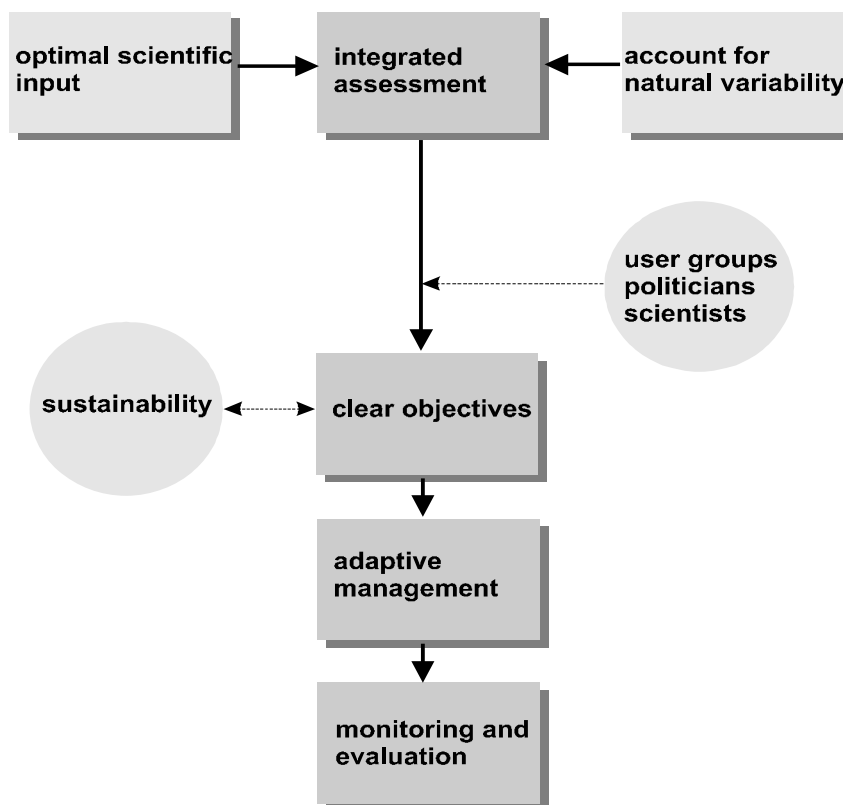 optimal scientific
input
integrated
assessment
account for
natural variability
user groups
politicians
scientists
sustainability
clear objectives
adaptive
management
monitoring and
evaluation